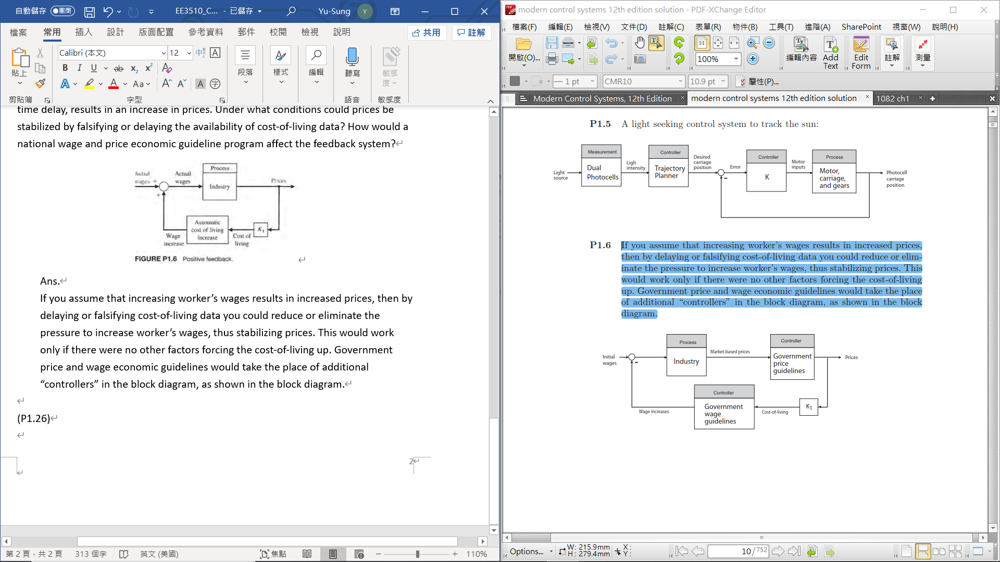 自動儲存
關閉
EE3510_C... - 已儲存
Yu-Sung
Y
檔案 常用 插入 設計 版面配置 參考資料 郵件 校閱 檢視 說明
共用
註解
貼上
Calibri (本文)
12
B I U ab x₂ x²
Aa
段落
樣式
編輯
聽寫
敏感度
剪貼簿
字型
語音
敏感度
time delay, results in an increase in prices. Under what conditions could prices be
stabilized by falsifying or delaying the availability of cost-of-living data? How would a
national wage and price economic guideline program affect the feedback system?
Initial wages +
Actual wages
Process
Industry
Prices
+
Automatic cost of living increase
K₁
Wage increase
Cost of living
FIGURE P1.6 Positive feedback.
Ans.
If you assume that increasing worker’s wages results in increased prices, then by
delaying or falsifying cost-of-living data you could reduce or eliminate the
pressure to increase worker’s wages, thus stabilizing prices. This would work
only if there were no other factors forcing the cost-of-living up. Government
price and wage economic guidelines would take the place of additional
“controllers” in the block diagram, as shown in the block diagram.
(P1.26)
2
第 2 頁，共 2 頁 313 個字 英文 (美國)
焦點
110%
modern control systems 12th edition solution - PDF-XChange Editor
檔案(F) 編輯(E) 檢視(V) 文件(D) 註解(C) 表單(R) 物件(B) 工具(T) 進階(A) SharePoint 視窗(W) 說明(H)
開啟(O)...
100%
編輯內容
Add Text
Edit Form
註解
測量
1 pt
CMR10
10.9 pt
屬性(P)...
Modern Control Systems, 12th Edition
modern control systems 12th edition solution
1082 ch1
P1.5 A light seeking control system to track the sun:
Light source
Measurement
Dual Photocells
Ligh intensity
Controller
Trajectory Planner
Desired carriage position
-
Error
Controller
K
Motor inputs
Process
Motor, carriage, and gears
Photocell carriage position
P1.6 If you assume that increasing worker’s wages results in increased prices,
then by delaying or falsifying cost-of-living data you could reduce or elim-
inate the pressure to increase worker’s wages, thus stabilizing prices. This
would work only if there were no other factors forcing the cost-of-living
up. Government price and wage economic guidelines would take the place
of additional “controllers” in the block diagram, as shown in the block
diagram.
Initial wages
-
Process
Industry
Market-based prices
Controller
Government price guidelines
Prices
Controller
Government wage guidelines
Wage increases
Cost-of-living
K1
Options...
W: 215.9mm
H: 279.4mm
X:
Y:
10 / 752